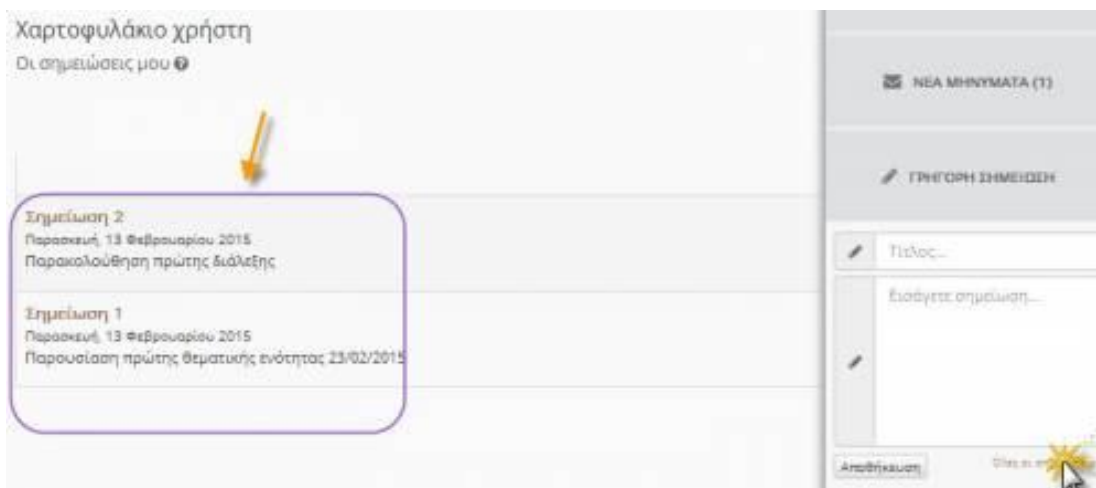 Χαρτοφυλάκιο χρήστη
Οι σημειώσεις μου
Σημείωση 2
Παρασκευή, 13 Φεβρουαρίου 2015
Παρακολούθηση πρώτης διάλεξης
Σημείωση 1
Παρασκευή, 13 Φεβρουαρίου 2015
Παρουσίαση πρώτης θεματικής ενότητας 23/02/2015
ΝΕΑ ΜΗΝΥΜΑΤΑ (1)
ΓΡΗΓΟΡΗ ΣΗΜΕΙΩΣΗ
Τίτλος...
Εισάγετε σημείωση...
Αποθήκευση